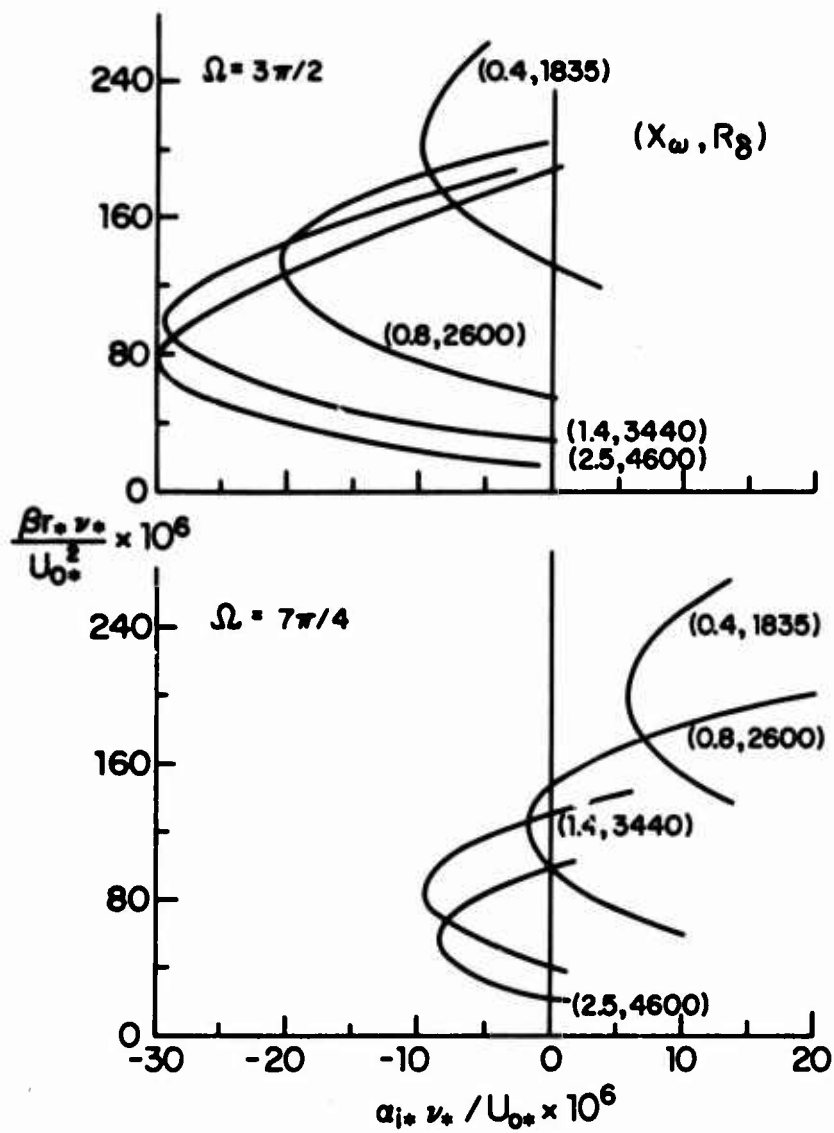 240
Ω = 3π/2
(0.4,1835)
(Xω , Rδ)
160
(0.8,2600)
80
(1.4,3440)
(2.5,4600)
0
βr* ν* / U0*² × 10⁶
240
Ω = 7π/4
(0.4,1835)
(0.8,2600)
160
(1.4,3440)
80
(2.5,4600)
0
-30 -20 -10 0 10 20
αi* ν* / U0* × 10⁶